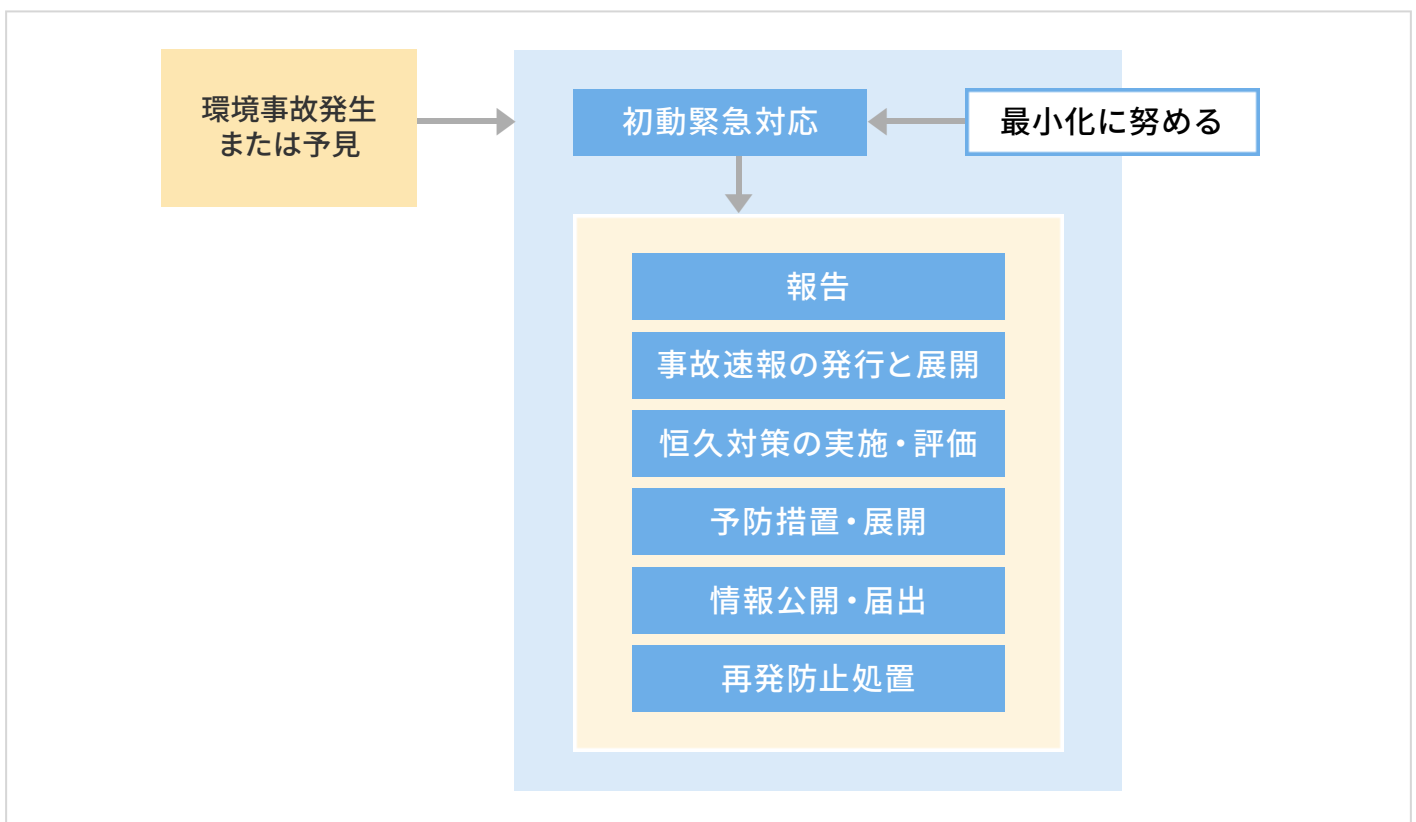 環境事故発生
または予見
初動緊急対応
最小化に努める
報告
事故速報の発行と展開
恒久対策の実施・評価
予防措置・展開
情報公開・届出
再発防止処置